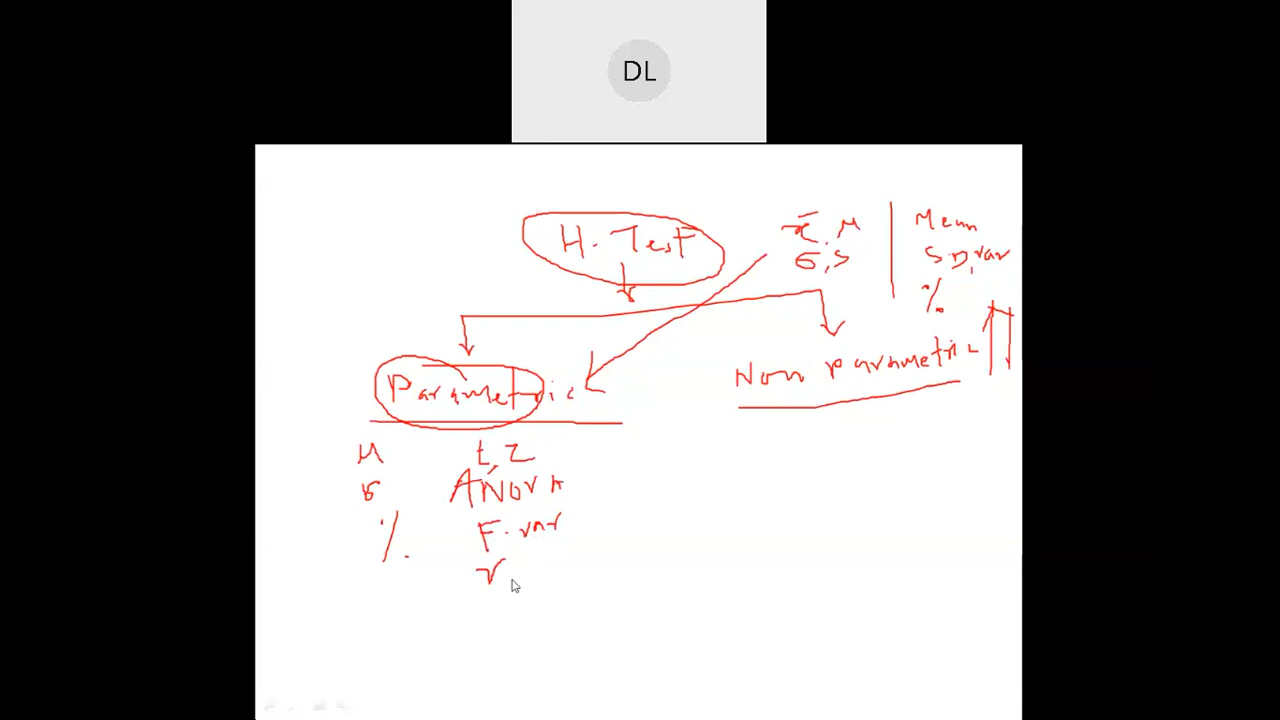 DL
H. Test
x̄, μ
σ, s
Mean
S.D, var
%
Parametric
Non parametric
μ t, z
σ ANOVA
% F. var
r